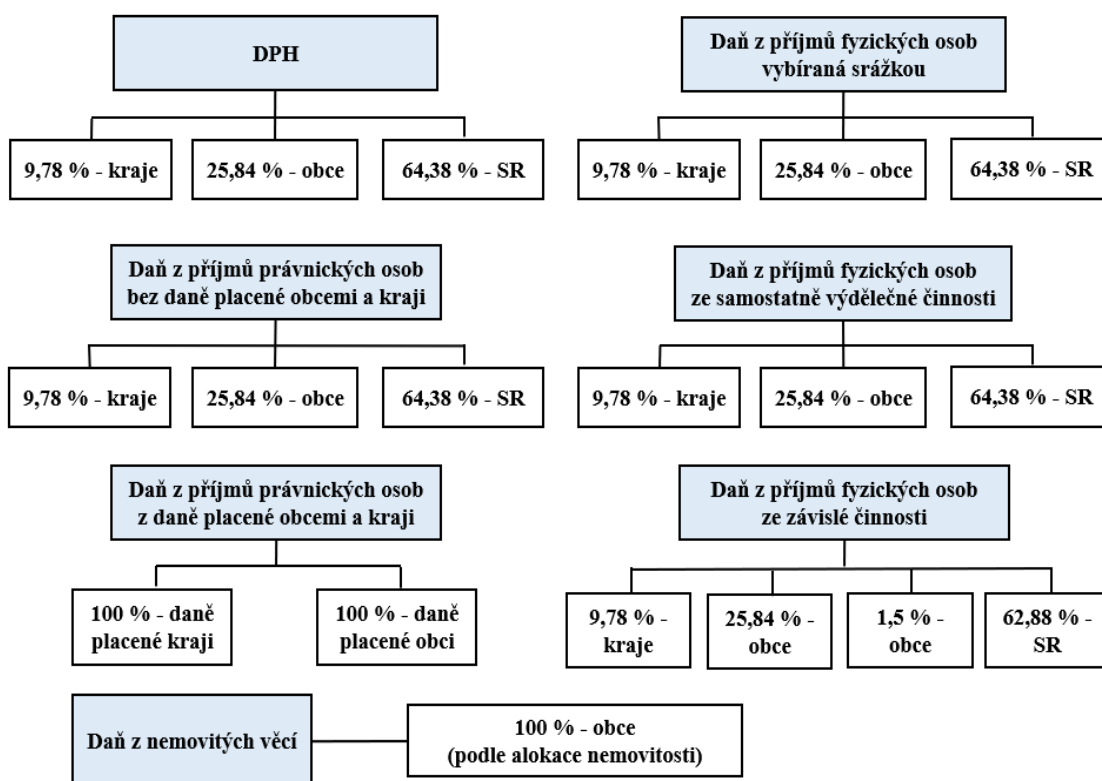 DPH
9,78 % - kraje
25,84 % - obce
64,38 % - SR
Daň z příjmů fyzických osob
vybíraná srážkou
9,78 % - kraje
25,84 % - obce
64,38 % - SR
Daň z příjmů právnických osob
bez daně placené obcemi a kraji
9,78 % - kraje
25,84 % - obce
64,38 % - SR
Daň z příjmů fyzických osob
ze samostatně výdělečné činnosti
9,78 % - kraje
25,84 % - obce
64,38 % - SR
Daň z příjmů právnických osob
z daně placené obcemi a kraji
100 % - daně
placené kraji
100 % - daně
placené obci
Daň z příjmů fyzických osob
ze závislé činnosti
9,78 % -
kraje
25,84 % -
obce
1,5 % -
obce
62,88 % -
SR
Daň z nemovitých věcí
100 % - obce
(podle alokace nemovitosti)